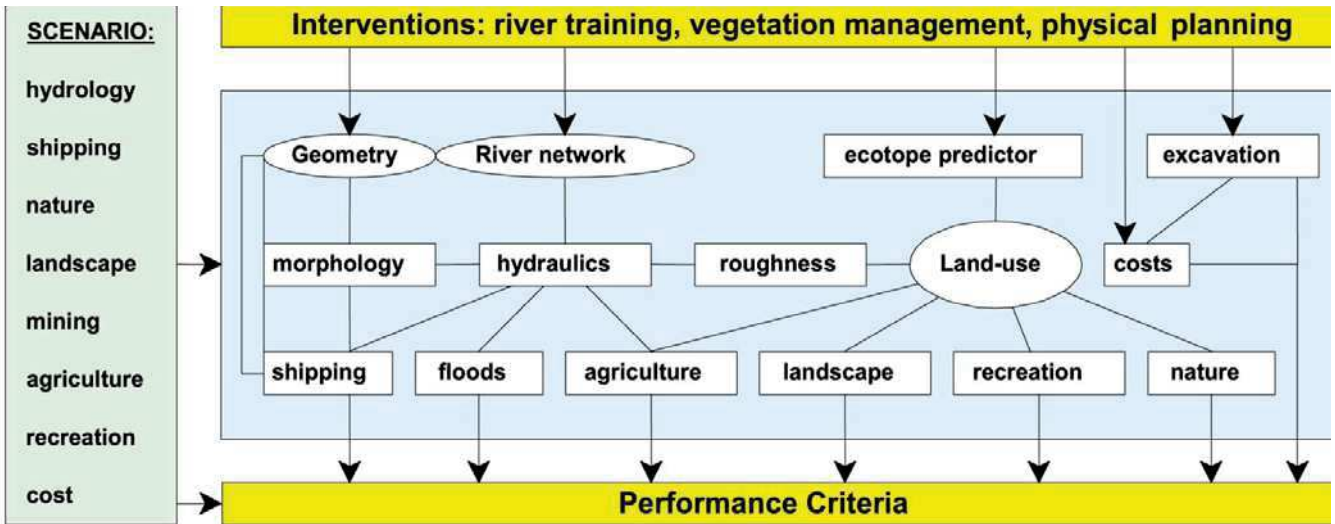 SCENARIO:
hydrology
shipping
nature
landscape
mining
agriculture
recreation
cost
Interventions: river training, vegetation management, physical planning
Geometry
River network
ecotope predictor
excavation
morphology
hydraulics
roughness
Land-use
costs
shipping
floods
agriculture
landscape
recreation
nature
Performance Criteria